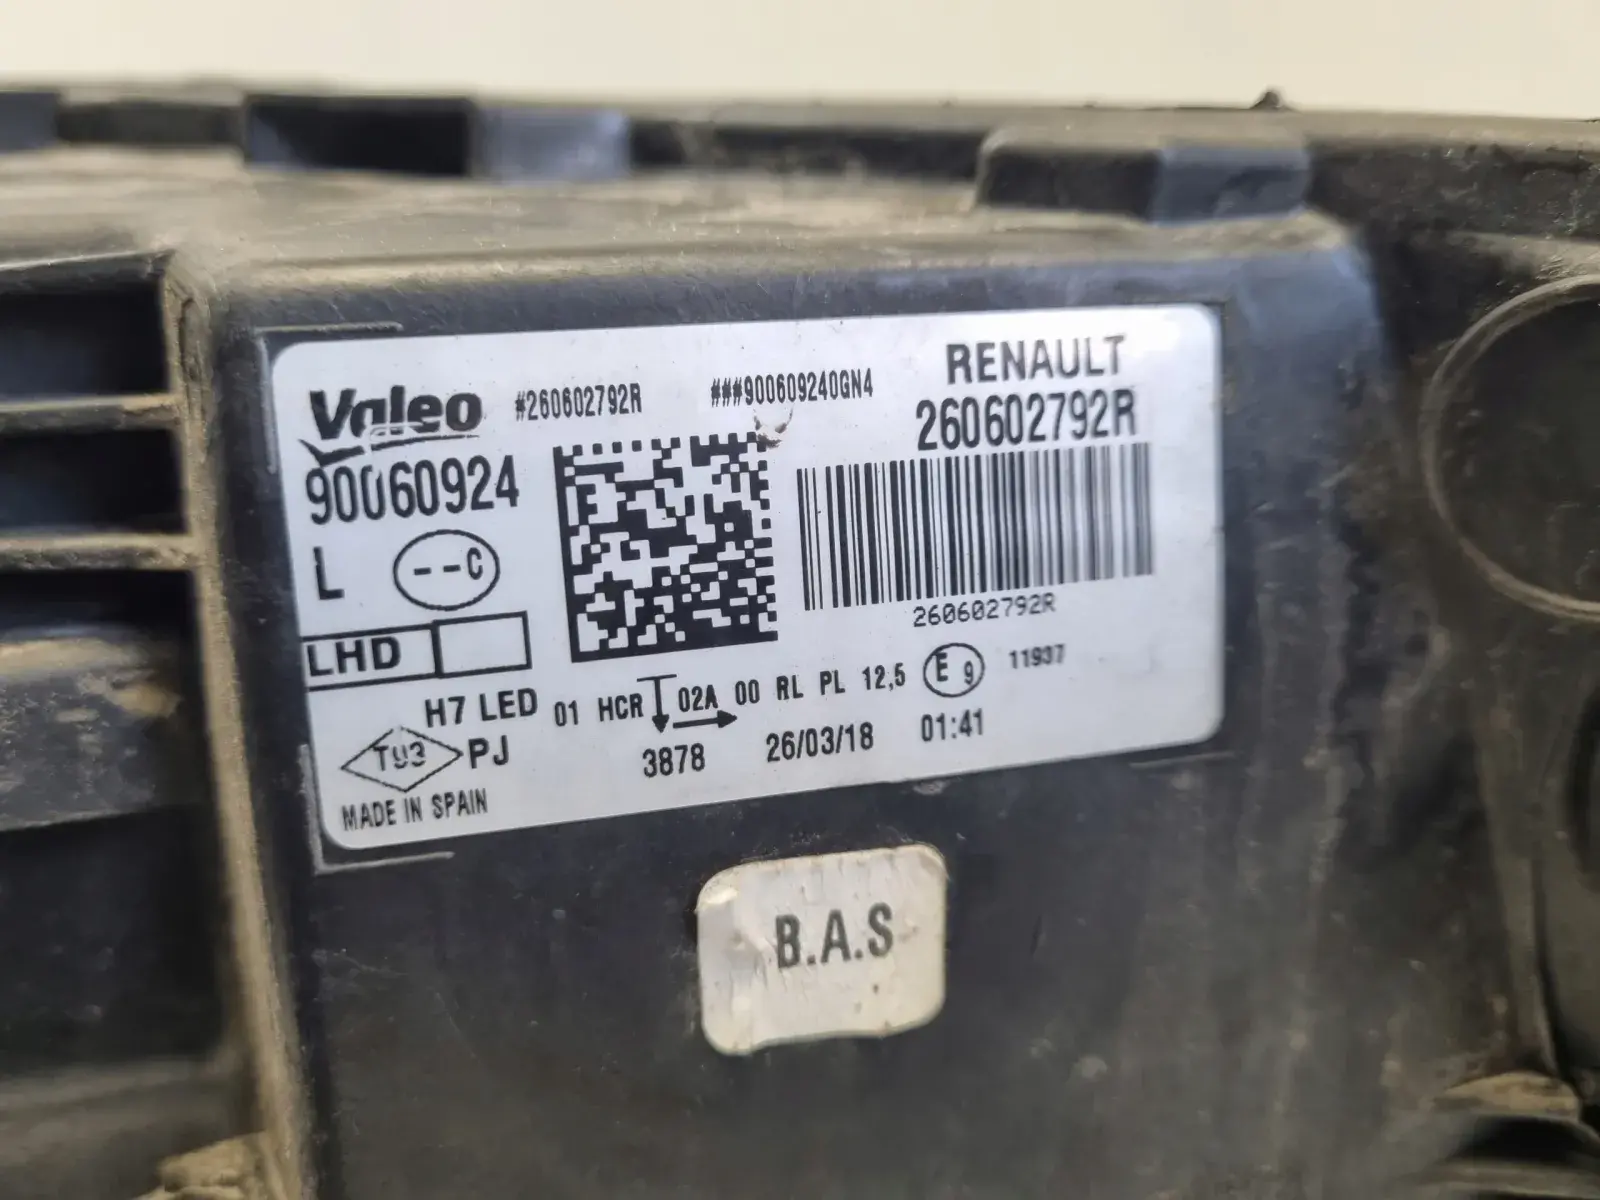 Valeo #260602792R ###900609240GN4 RENAULT
90060924 260602792R
L --C
260602792R
LHD
H7 LED 01 HCR 02A 00 RL PL 12,5 E9 11937
T93 PJ 3878 26/03/18 01:41
MADE IN SPAIN
B.A.S